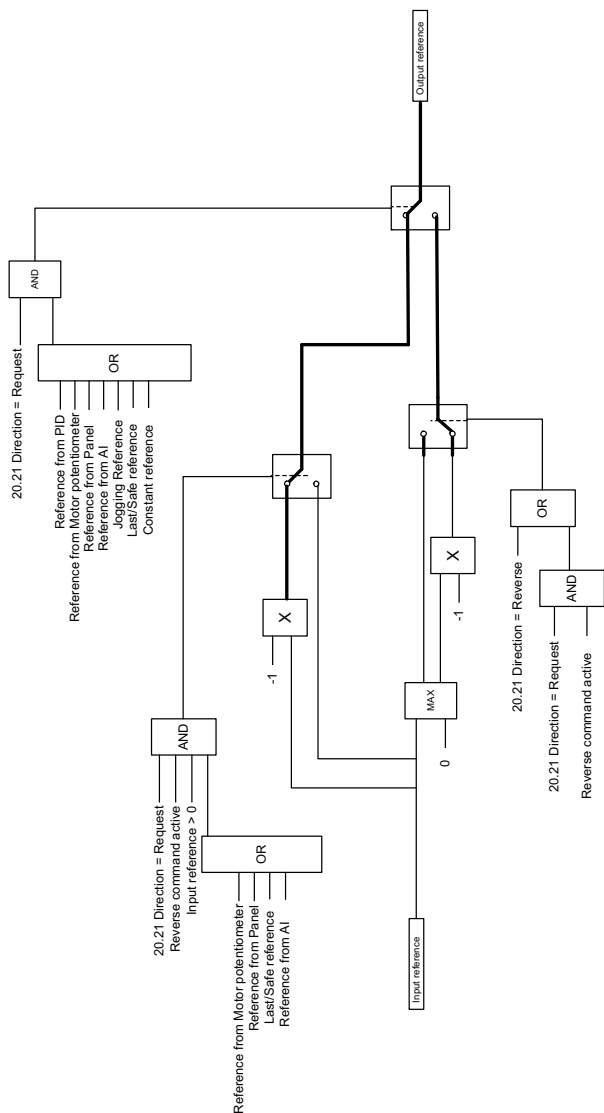 20.21 Direction = Request
AND
OR
Reference from PID
Reference from Motor potentiometer
Reference from Panel
Reference from AI
Jogging Reference
Last/Safe reference
Constant reference
Output reference
20.21 Direction = Request
Reverse command active
Input reference > 0
AND
OR
Reference from Motor potentiometer
Reference from Panel
Last/Safe reference
Reference from AI
-1
X
-1
X
MAX
0
Input reference
20.21 Direction = Reverse
OR
20.21 Direction = Request
Reverse command active
AND